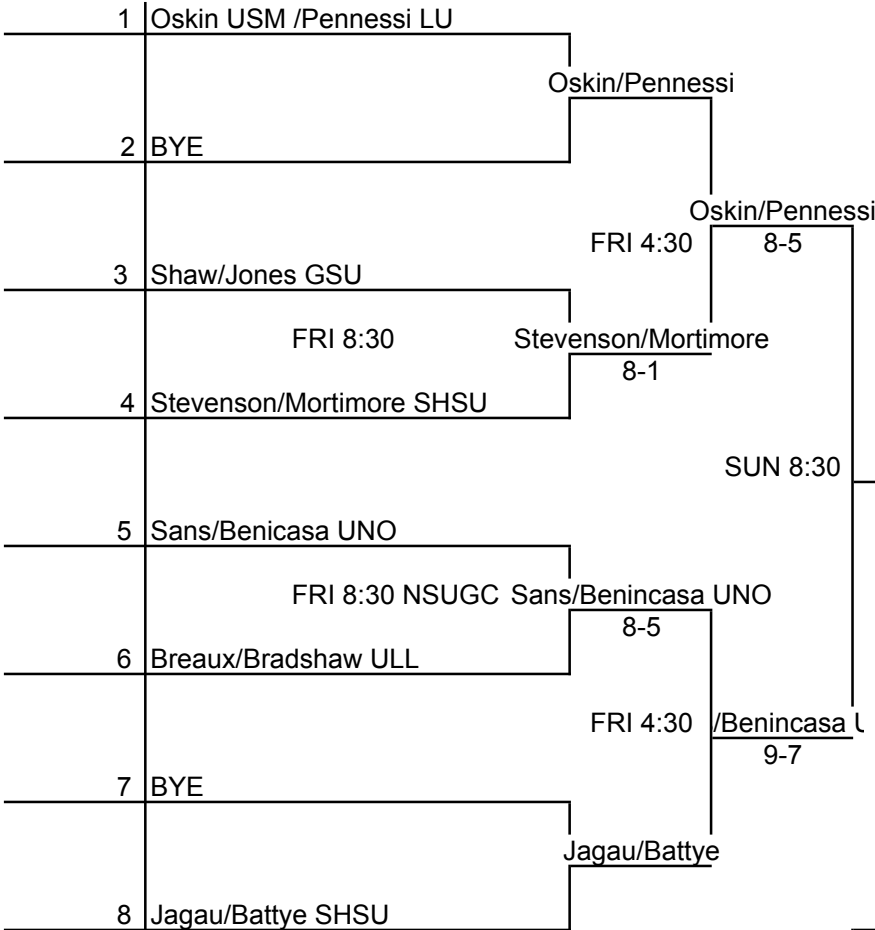 1 Oskin USM /Pennessi LU
Oskin/Pennessi
2 BYE
Oskin/Pennessi
FRI 4:30 8-5
3 Shaw/Jones GSU
FRI 8:30 Stevenson/Mortimore
8-1
4 Stevenson/Mortimore SHSU
SUN 8:30
5 Sans/Benicasa UNO
FRI 8:30 NSUGC Sans/Benincasa UNO
8-5
6 Breaux/Bradshaw ULL
FRI 4:30 /Benincasa
9-7
7 BYE
Jagau/Battye
8 Jagau/Battye SHSU